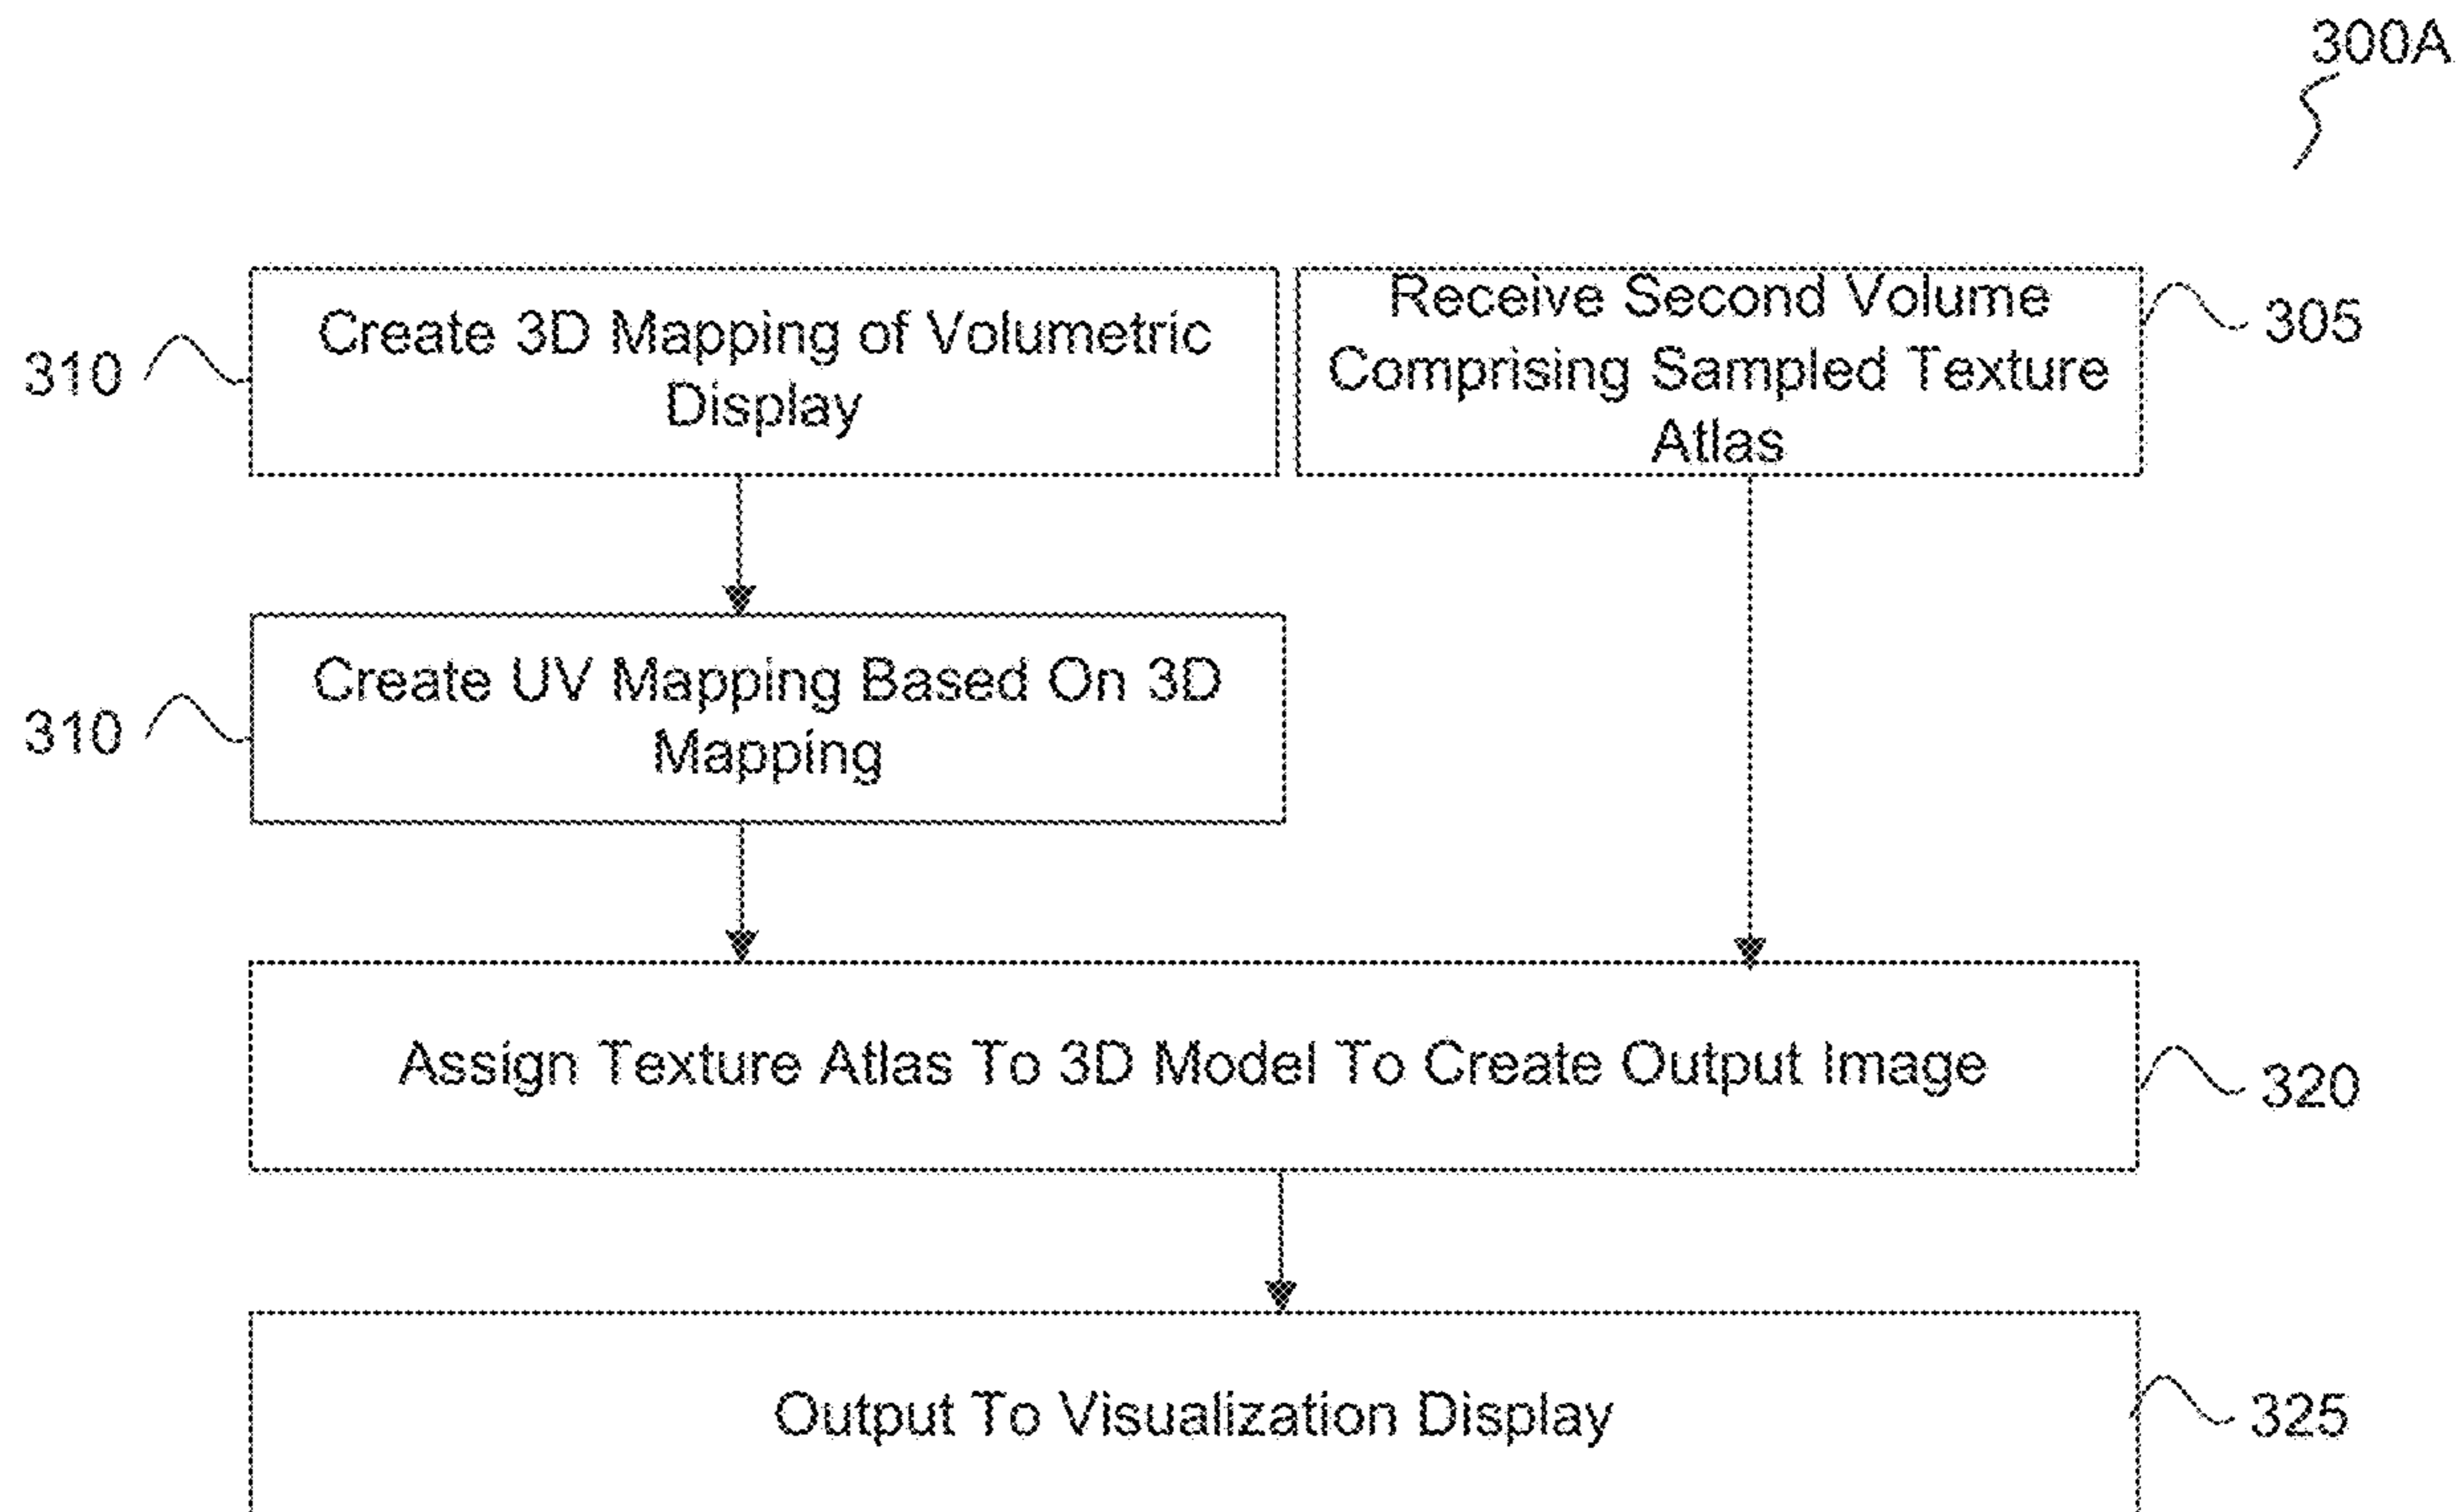 300A
310
Create 3D Mapping of Volumetric
Display
Receive Second Volume
Comprising Sampled Texture
Atlas
305
310
Create UV Mapping Based On 3D
Mapping
Assign Texture Atlas To 3D Model To Create Output Image
320
Output To Visualization Display
325